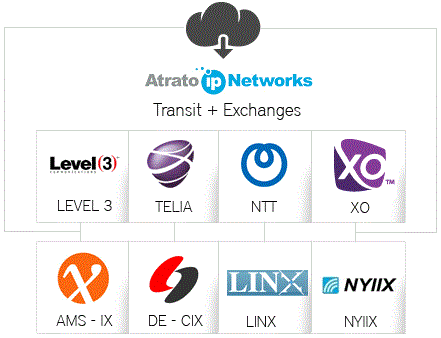 Atrato ip Networks
Transit + Exchanges
Level(3)™
COMMUNICATIONS
XO™
LEVEL 3 TELIA NTT XO
LINX NYIIX
AMS - IX DE - CIX LINX NYIIX